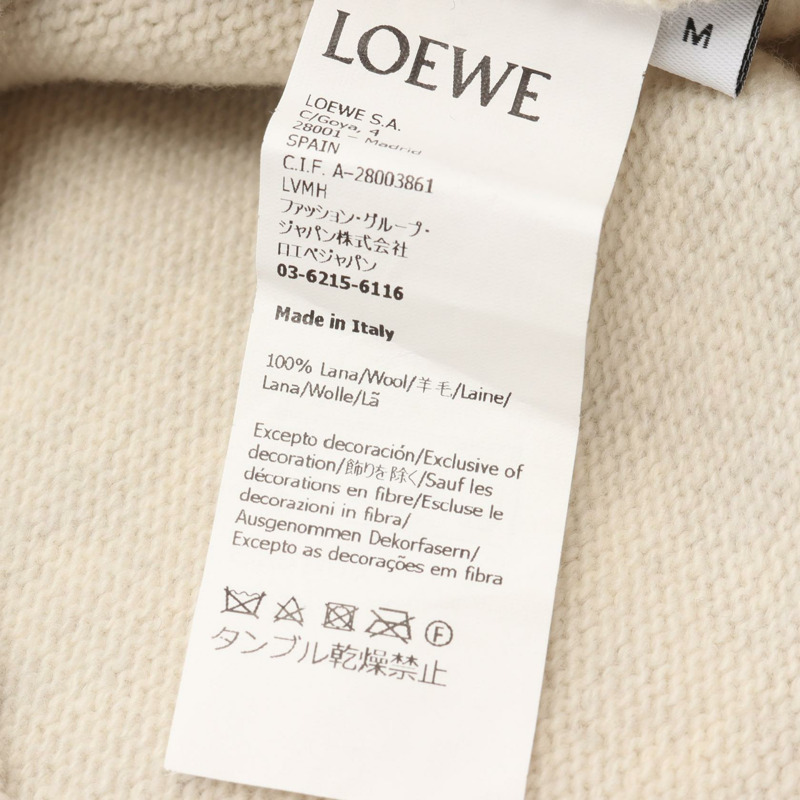 LOEWE
M
LOEWE S.A.
C/Goya, 4
28001 – Madrid
SPAIN
C.I.F. A-28003861
LVMH
ファッション・グループ・
ジャパン株式会社
ロエベジャパン
03-6215-6116
Made in Italy
100% Lana/Wool/羊毛/Laine/
Lana/Wolle/Lã
Excepto decoración/Exclusive of
decoration/飾りを除く/Sauf les
décorations en fibre/Escluse le
decorazioni in fibra/
Ausgenommen Dekorfasern/
Excepto as decorações em fibra
F
タンブル乾燥禁止